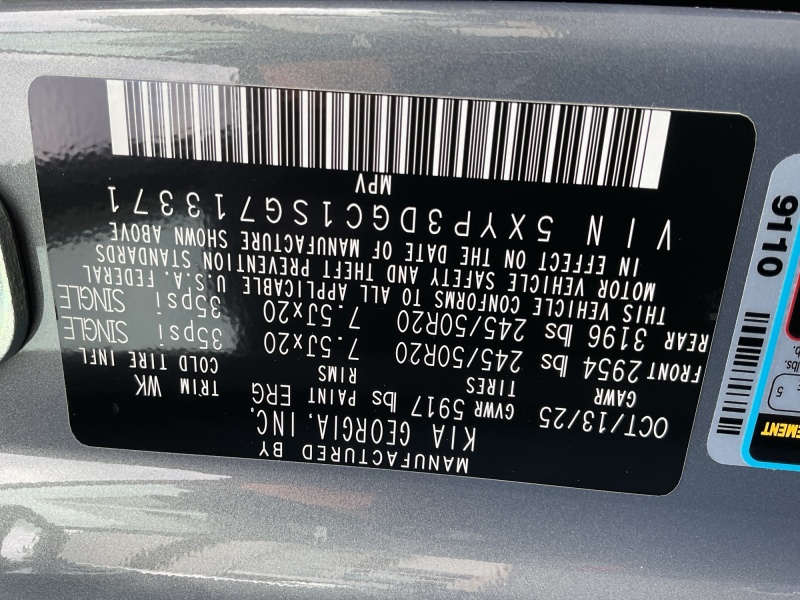 MANUFACTURED BY
KIA GEORGIA, INC.
OCT/13/25 GVWR 5917 lbs PAINT ERG TRIM WK
GAWR TIRES RIMS COLD TIRE INFL
FRONT 2954 lbs 245/50R20 7.5Jx20 35psi SINGLE
REAR 3196 lbs 245/50R20 7.5Jx20 35psi SINGLE
THIS VEHICLE CONFORMS TO ALL APPLICABLE U.S.A. FEDERAL
MOTOR VEHICLE SAFETY AND THEFT PREVENTION STANDARDS
IN EFFECT ON THE DATE OF MANUFACTURE SHOWN ABOVE
VIN 5XYP3DGC1SG713371
MPV
9110
5